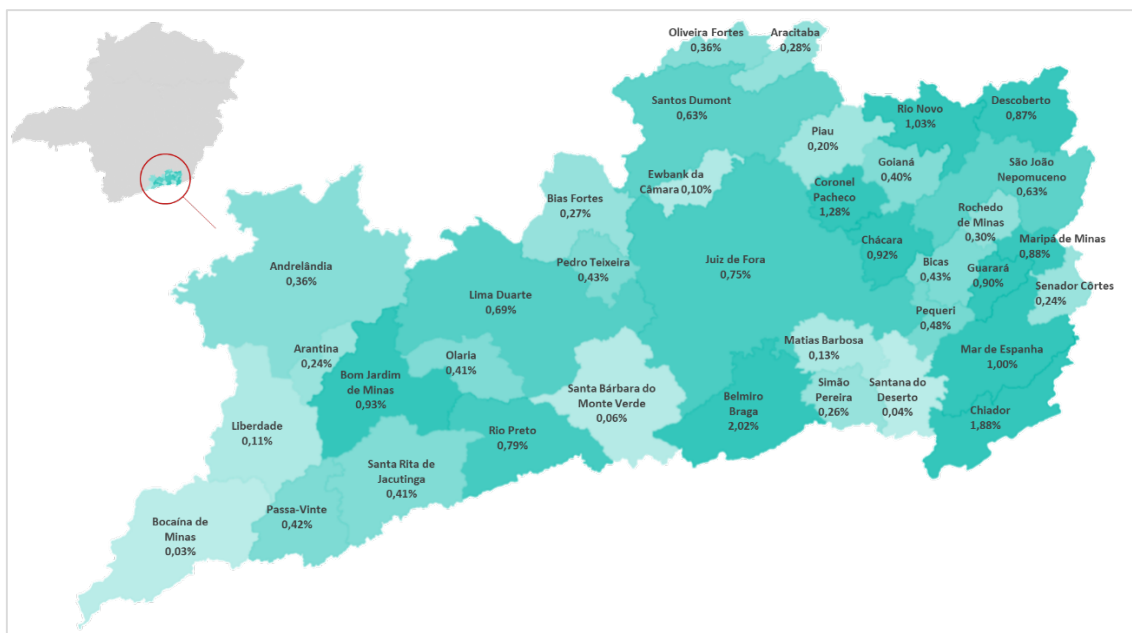 Oliveira Fortes
0,36%
Aracitaba
0,28%
Santos Dumont
0,63%
Rio Novo
1,03%
Descoberto
0,87%
Piau
0,20%
Goianá
0,40%
São João
Nepomuceno
0,63%
Ewbank da
Câmara 0,10%
Coronel
Pacheco
1,28%
Bias Fortes
0,27%
Rochedo
de Minas
0,30%
Chácara
0,92%
Maripá de Minas
0,88%
Andrelândia
0,36%
Pedro Teixeira
0,43%
Juiz de Fora
0,75%
Bicas
0,43%
Guarará
0,90%
Senador Côrtes
0,24%
Lima Duarte
0,69%
Pequeri
0,48%
Arantina
0,24%
Olaria
0,41%
Matias Barbosa
0,13%
Mar de Espanha
1,00%
Bom Jardim
de Minas
0,93%
Santa Bárbara do
Monte Verde
0,06%
Belmiro
Braga
2,02%
Simão
Pereira
0,26%
Santana do
Deserto
0,04%
Chiador
1,88%
Liberdade
0,11%
Rio Preto
0,79%
Santa Rita de
Jacutinga
0,41%
Passa-Vinte
0,42%
Bocaína de
Minas
0,03%